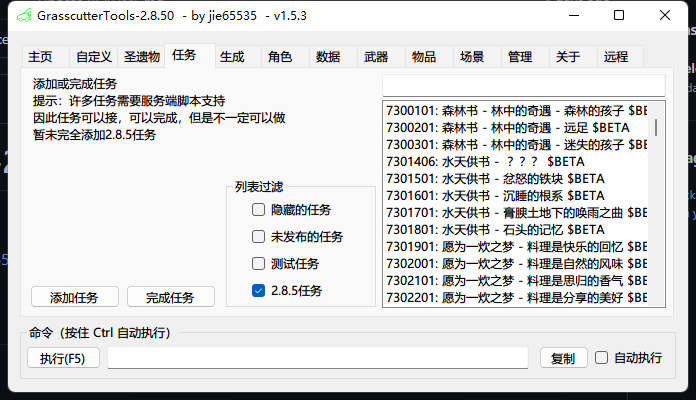 GrasscutterTools-2.8.50 - by jie65535 - v1.5.3
主页 自定义 圣遗物 任务 生成 角色 数据 武器 物品 场景 管理 关于 远程
添加或完成任务
提示：许多任务需要服务端脚本支持
因此任务可以接，可以完成，但是不一定可以做
暂未完全添加2.8.5任务
列表过滤
隐藏的任务
未发布的任务
测试任务
2.8.5任务
添加任务 完成任务
7300101: 森林书 - 林中的奇遇 - 森林的孩子 $BE
7300201: 森林书 - 林中的奇遇 - 远足 $BETA
7300301: 森林书 - 林中的奇遇 - 迷失的孩子 $BE
7301406: 水天供书 - ？？？ $BETA
7301501: 水天供书 - 忿怒的铁块 $BETA
7301601: 水天供书 - 沉睡的根系 $BETA
7301701: 水天供书 - 膏腴土地下的唤雨之曲 $BE
7301801: 水天供书 - 石头的记忆 $BETA
7301901: 愿为一炊之梦 - 料理是快乐的回忆 $BE
7302001: 愿为一炊之梦 - 料理是自然的风味 $BE
7302101: 愿为一炊之梦 - 料理是思归的香气 $BE
7302201: 愿为一炊之梦 - 料理是分享的美好 $BE
命令（按住 Ctrl 自动执行）
执行(F5) 复制 自动执行